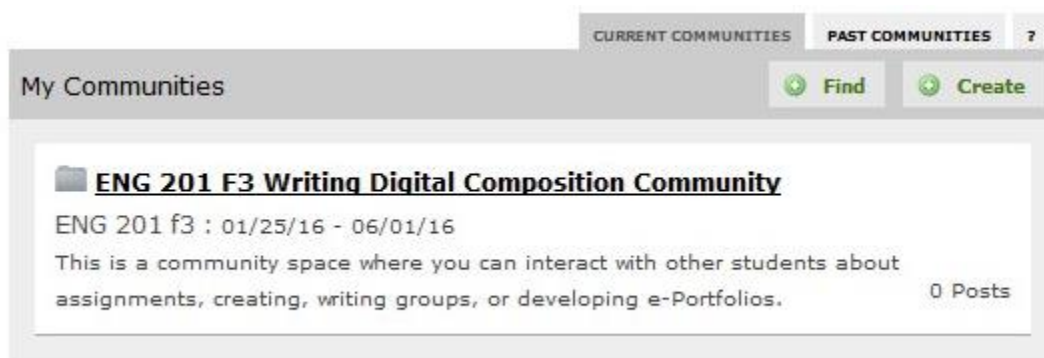 CURRENT COMMUNITIES PAST COMMUNITIES ?
My Communities Find Create
ENG 201 F3 Writing Digital Composition Community
ENG 201 f3 : 01/25/16 - 06/01/16
This is a community space where you can interact with other students about
assignments, creating, writing groups, or developing e-Portfolios. 0 Posts